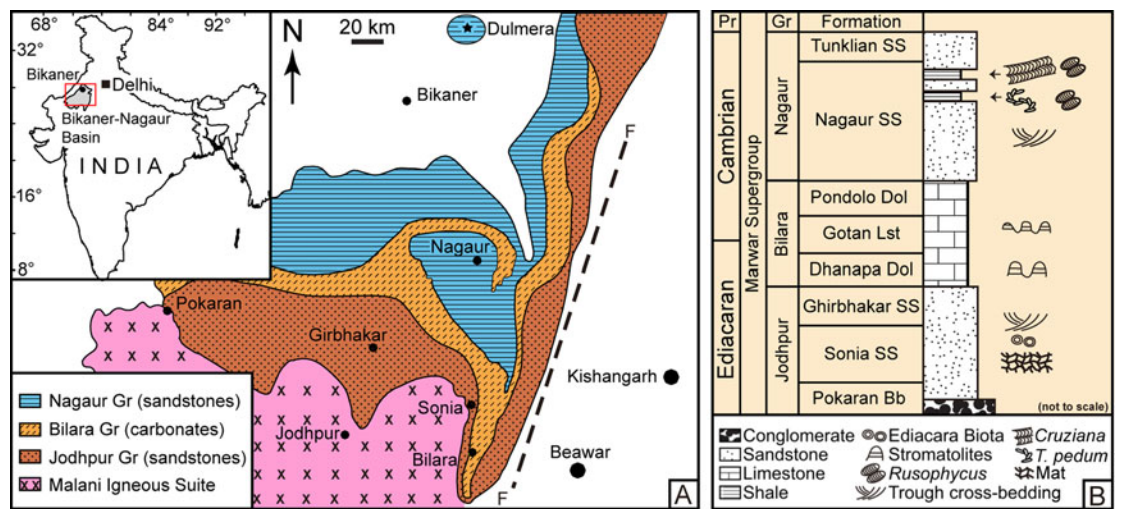 68° 84° 92°
32°
16°
8°
Bikaner
Delhi
Bikaner-Nagaur
Basin
INDIA
N
20 km
Dulmera
Bikaner
F
Nagaur
Pokaran
Girbhakar
Kishangarh
Sonia
Jodhpur
Bilara
Beawar
F
Nagaur Gr (sandstones)
Bilara Gr (carbonates)
Jodhpur Gr (sandstones)
Malani Igneous Suite
A
Pr Gr Formation
Cambrian
Ediacaran
Marwar Supergroup
Nagaur
Bilara
Jodhpur
Tunklian SS
Nagaur SS
Pondolo Dol
Gotan Lst
Dhanapa Dol
Ghirbhakar SS
Sonia SS
Pokaran Bb
(not to scale)
Conglomerate Ediacara Biota Cruziana
Sandstone Stromatolites T. pedum
Limestone Rusophycus Mat
Shale Trough cross-bedding
B